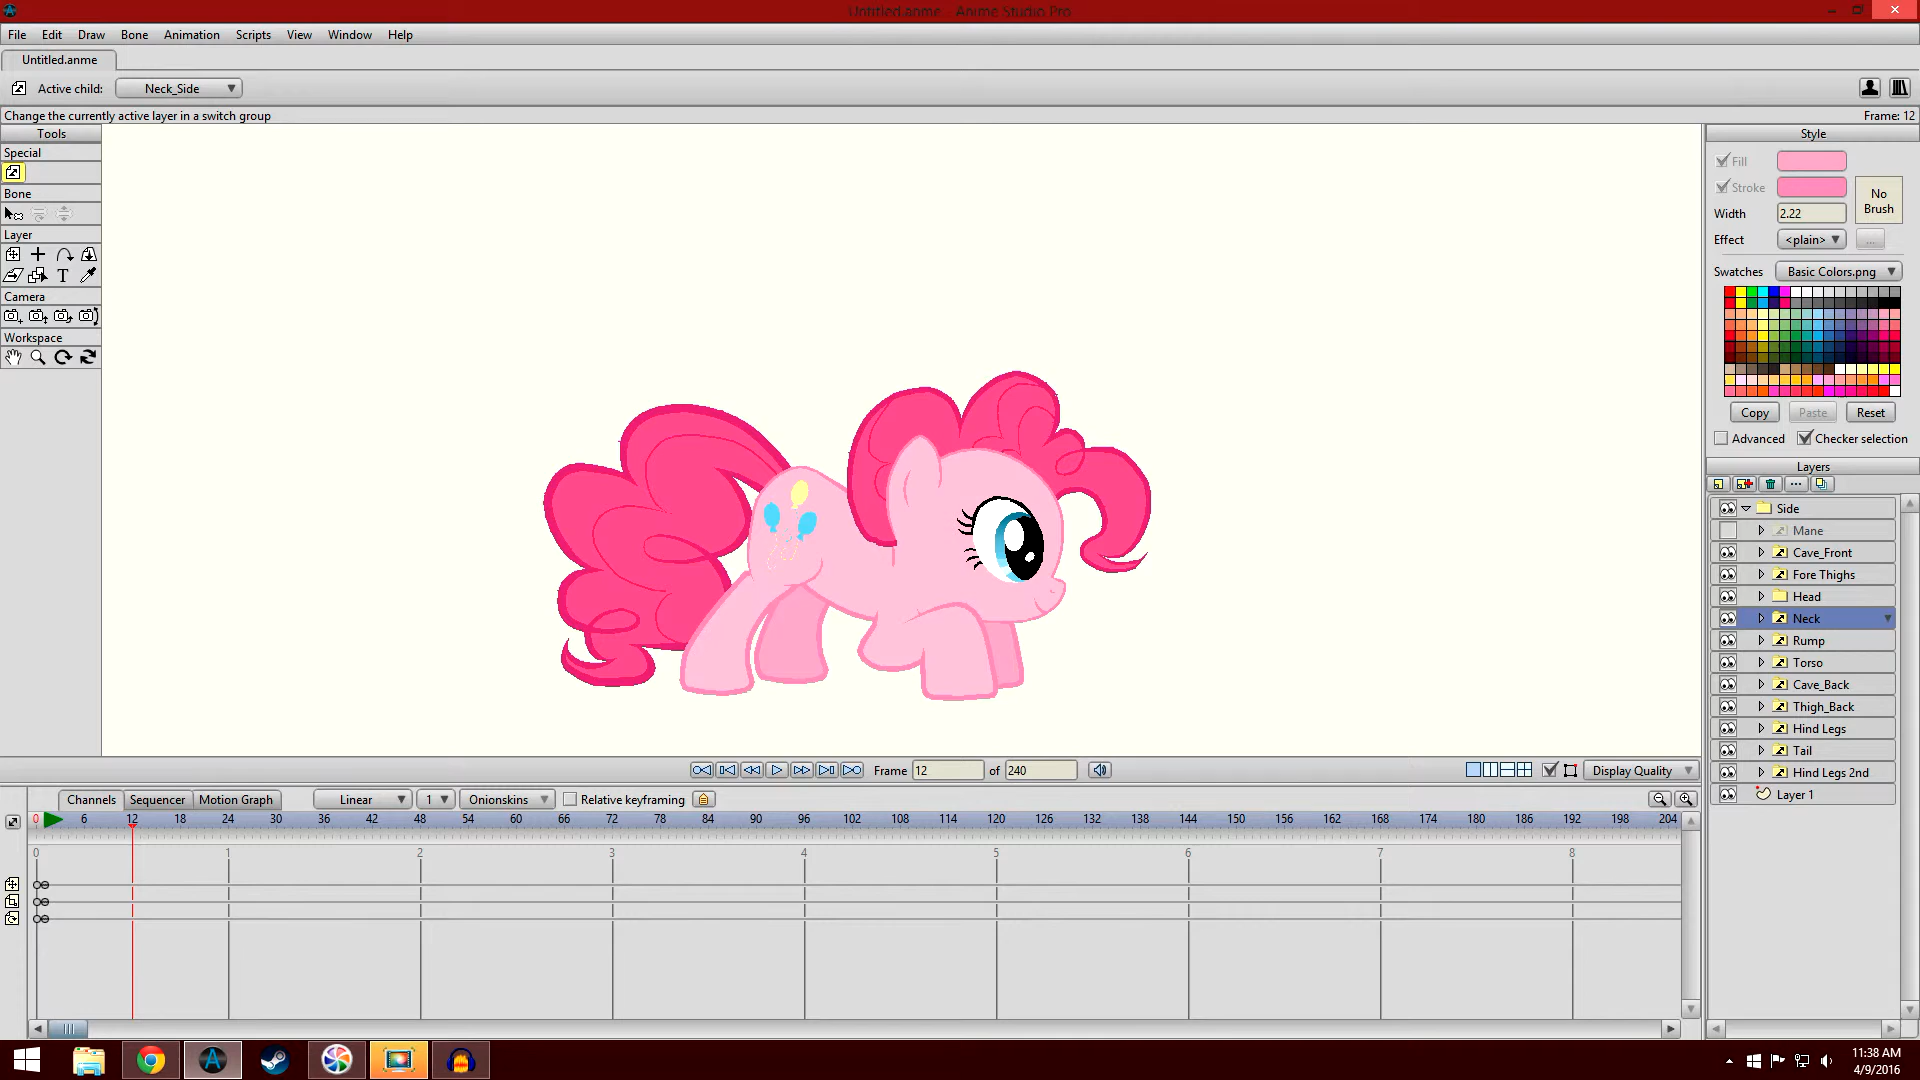 Untitled.anme - Anime Studio Pro
File Edit Draw Bone Animation Scripts View Window Help
Untitled.anme
Active child: Neck_Side
Change the currently active layer in a switch group Frame: 12
Tools
Special
Bone
Layer
T
Camera
Workspace
Style
Fill
Stroke
No Brush
Width 2.22
Effect <plain> ...
Swatches Basic Colors.png
Copy Paste Reset
Advanced Checker selection
Layers
Side
Mane
Cave_Front
Fore Thighs
Head
Neck
Rump
Torso
Cave_Back
Thigh_Back
Hind Legs
Tail
Hind Legs 2nd
Layer 1
Frame 12 of 240 Display Quality
Channels Sequencer Motion Graph Linear 1 Onionskins Relative keyframing
0 6 12 18 24 30 36 42 48 54 60 66 72 78 84 90 96 102 108 114 120 126 132 138 144 150 156 162 168 174 180 186 192 198 204
0 1 2 3 4 5 6 7 8
11:38 AM
4/9/2016